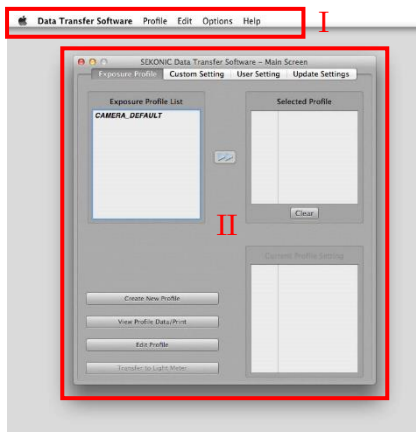 Data Transfer Software Profile Edit Options Help
I
SEKONIC Data Transfer Software – Main Screen
Exposure Profile Custom Setting User Setting Update Settings
Exposure Profile List Selected Profile
CAMERA_DEFAULT
Clear
II
Current Profile Setting
Create New Profile
View Profile Data/Print
Edit Profile
Transfer to Light Meter